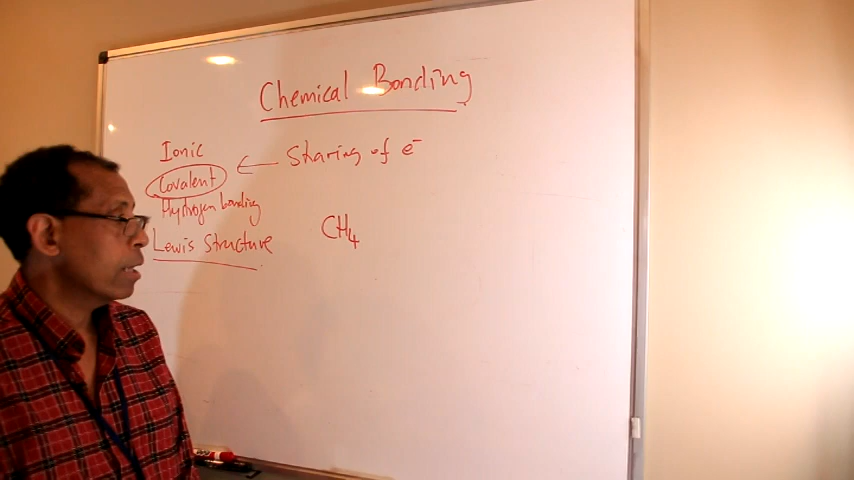 Chemical Bonding
Ionic
Covalent ← Sharing of e⁻
Hydrogen bonding
Lewis Structure
CH₄